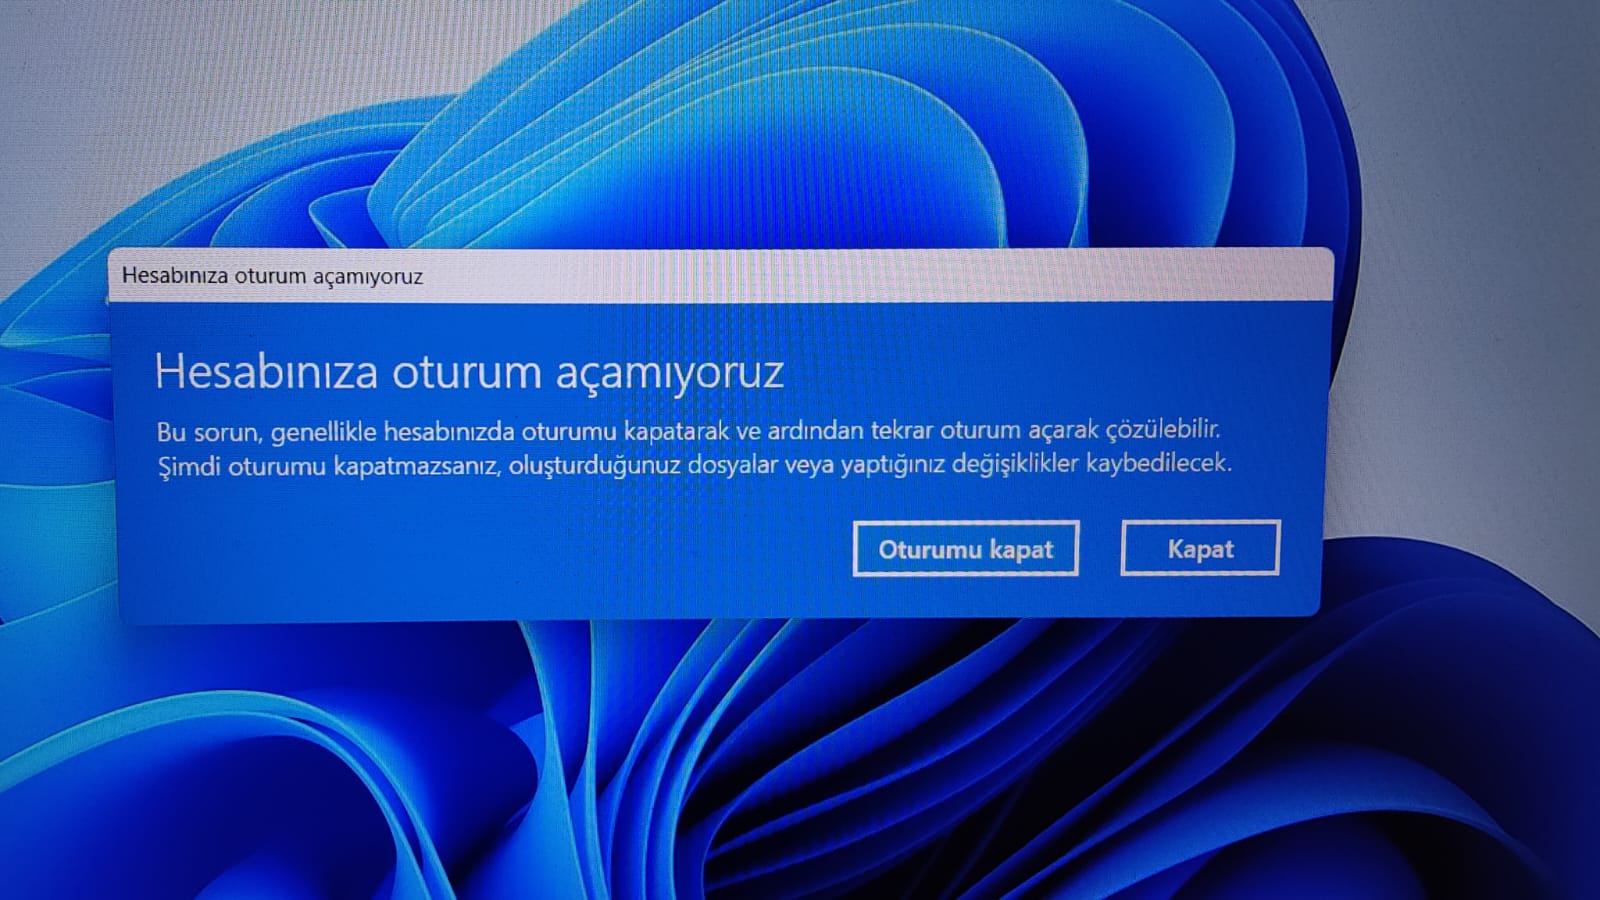 Hesabınıza oturum açamıyoruz
Hesabınıza oturum açamıyoruz
Bu sorun, genellikle hesabınızda oturumu kapatarak ve ardından tekrar oturum açarak çözülebilir.
Şimdi oturumu kapatmazsanız, oluşturduğunuz dosyalar veya yaptığınız değişiklikler kaybedilecek.
Oturumu kapat
Kapat